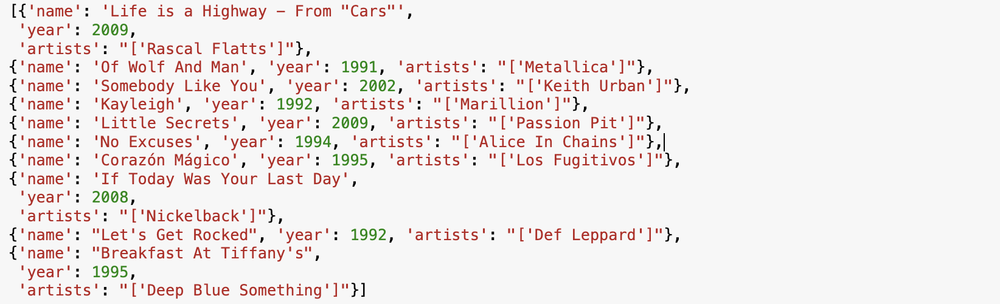 [{'name': 'Life is a Highway – From "Cars"',
'year': 2009,
'artists': "['Rascal Flatts']"},
{'name': 'Of Wolf And Man', 'year': 1991, 'artists': "['Metallica']"},
{'name': 'Somebody Like You', 'year': 2002, 'artists': "['Keith Urban']"},
{'name': 'Kayleigh', 'year': 1992, 'artists': "['Marillion']"},
{'name': 'Little Secrets', 'year': 2009, 'artists': "['Passion Pit']"},
{'name': 'No Excuses', 'year': 1994, 'artists': "['Alice In Chains']"},
{'name': 'Corazón Mágico', 'year': 1995, 'artists': "['Los Fugitivos']"},
{'name': 'If Today Was Your Last Day',
'year': 2008,
'artists': "['Nickelback']"},
{'name': "Let's Get Rocked", 'year': 1992, 'artists': "['Def Leppard']"},
{'name': "Breakfast At Tiffany's",
'year': 1995,
'artists': "['Deep Blue Something']"}]